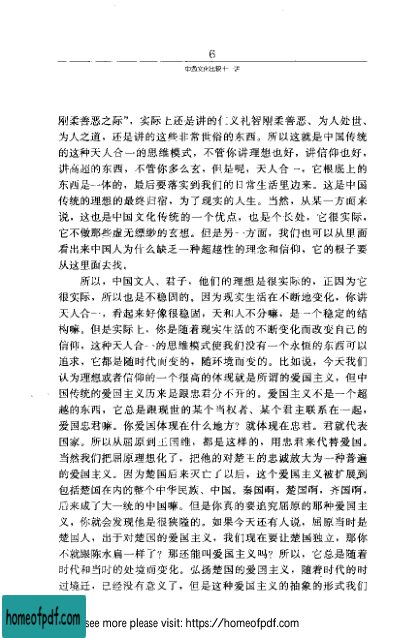 6
中国文化出版十一字
刚柔善恶之际”，实际上还是讲的仁义礼智刚柔善恶、为人处世、
为人之道，还是讲的这些非常世俗的东西。所以这就是中国传统
的这种天人合一的思维模式，不管你讲理想也好，讲信仰也好，
讲高超的东西，不管你多么玄，但是呢，天人合一，它根底上的
东西是一体的，最后要落实到我们的日常生活里边来。这是中国
传统的理想的最终归宿，为了现实的人生。当然，从某一方面来
说，这也是中国文化传统的一个优点，也是个长处，它很实际，
它不做那些虚无缥缈的玄想。但是另一方面，我们也可以从里面
看出来中国人为什么缺乏一种超越性的理念和信仰，它的根子要
从这里面去找。
所以，中国文人、君子，他们的理想是很实际的，正因为它
很实际，所以也是不稳固的，因为现实生活在不断地变化，你讲
天人合一，看起来好像很稳固，天和人不分嘛，是一个稳定的结
构嘛。但是实际上，你是随着现实生活的不断变化而改变自己的
信仰，这种天人合一的思维模式使我们没有一个永恒的东西可以
追求，它都是随时代而变的，随环境而变的。比如说，今天我们
认为理想或者信仰的一个很高的体现就是所谓的爱国主义，但中
国传统的爱国主义历来是跟忠君分不开的。爱国主义不是一个超
越的东西，它总是跟现世的某个当权者、某个君主联系在一起，
爱国忠君嘛。你爱国体现在什么地方？就体现在忠君。君就代表
国家。所以从屈原到王国维，都是这样的，用忠君来代替爱国。
当然我们把屈原理想化了，把他的对楚王的忠诚放大为一种普遍
的爱国主义。因为楚国后来灭亡了以后，这个爱国主义被扩展到
包括楚国在内的整个中华民族、中国。秦国啊，楚国啊，齐国啊，
后来成了大一统的中国嘛。但是你真的要追究屈原的那种爱国主
义，你就会发现他是很狭隘的。如果今天还有人说，屈原当时是
楚国人，出于对楚国的爱国主义，我们现在要让楚国独立，那你
不就跟陈水扁一样了？那还能叫爱国主义吗？所以，它总是随着
时代和当时的处境而变化。弘扬楚国的爱国主义，随着时代的时
过境迁，已经没有意义了，但是这种爱国主义的抽象的形式我们
homeofpdf.com
see more please visit: https://homeofpdf.com